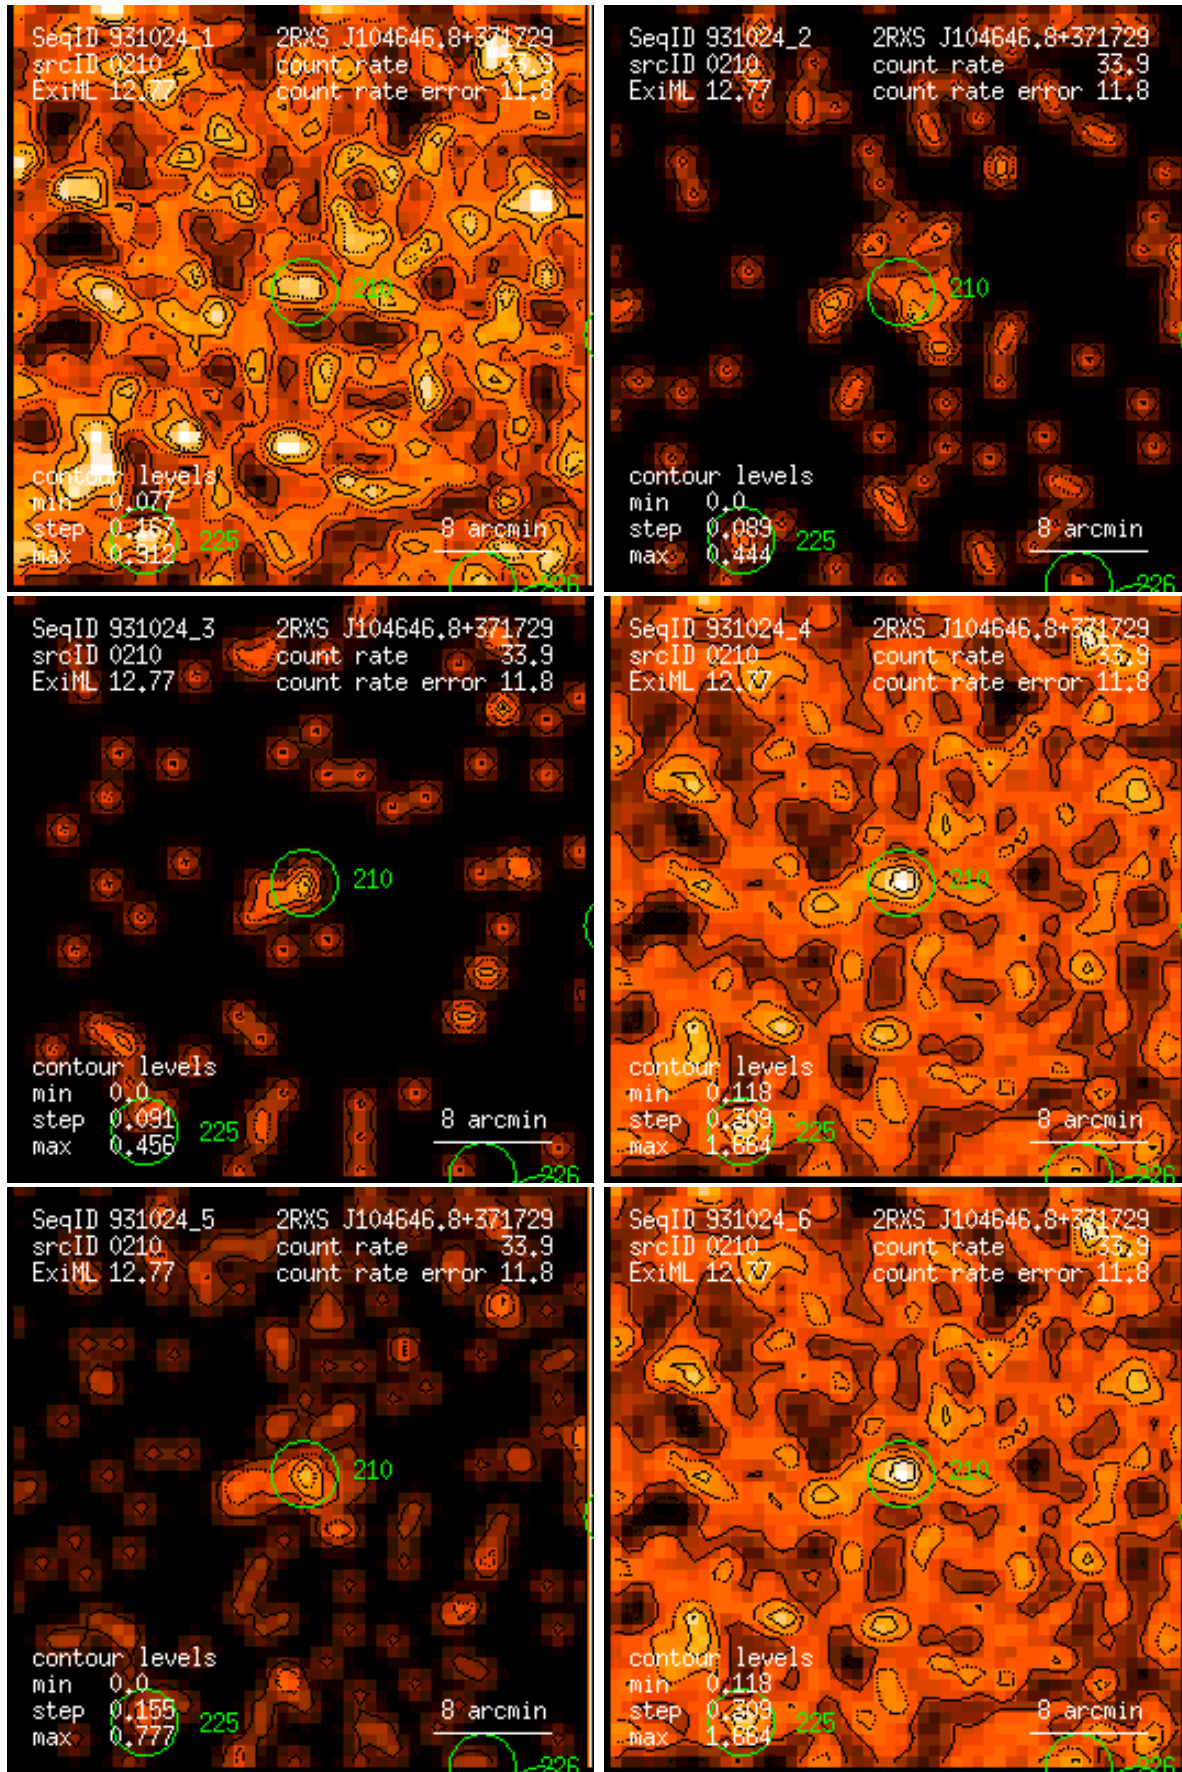 SeqID 931024_1 2RXS J104646.8+371729
srcID 0210 count rate 33.9
ExiML 12.77 count rate error 11.8
210
contour levels
min 0.077
step 0.167 8 arcmin
max 0.912 225
226
SeqID 931024_2 2RXS J104646.8+371729
srcID 0210 count rate 33.9
ExiML 12.77 count rate error 11.8
210
contour levels
min 0.0
step 0.089 8 arcmin
max 0.444 225
226
SeqID 931024_3 2RXS J104646.8+371729
srcID 0210 count rate 33.9
ExiML 12.77 count rate error 11.8
210
contour levels
min 0.0
step 0.091 8 arcmin
max 0.456 225
226
SeqID 931024_4 2RXS J104646.8+371729
srcID 0210 count rate 33.9
ExiML 12.77 count rate error 11.8
210
contour levels
min 0.118
step 0.309 8 arcmin
max 1.664 225
226
SeqID 931024_5 2RXS J104646.8+371729
srcID 0210 count rate 33.9
ExiML 12.77 count rate error 11.8
210
contour levels
min 0.0
step 0.155 8 arcmin
max 0.777 225
226
SeqID 931024_6 2RXS J104646.8+371729
srcID 0210 count rate 33.9
ExiML 12.77 count rate error 11.8
210
contour levels
min 0.118
step 0.309 8 arcmin
max 1.664 225
226